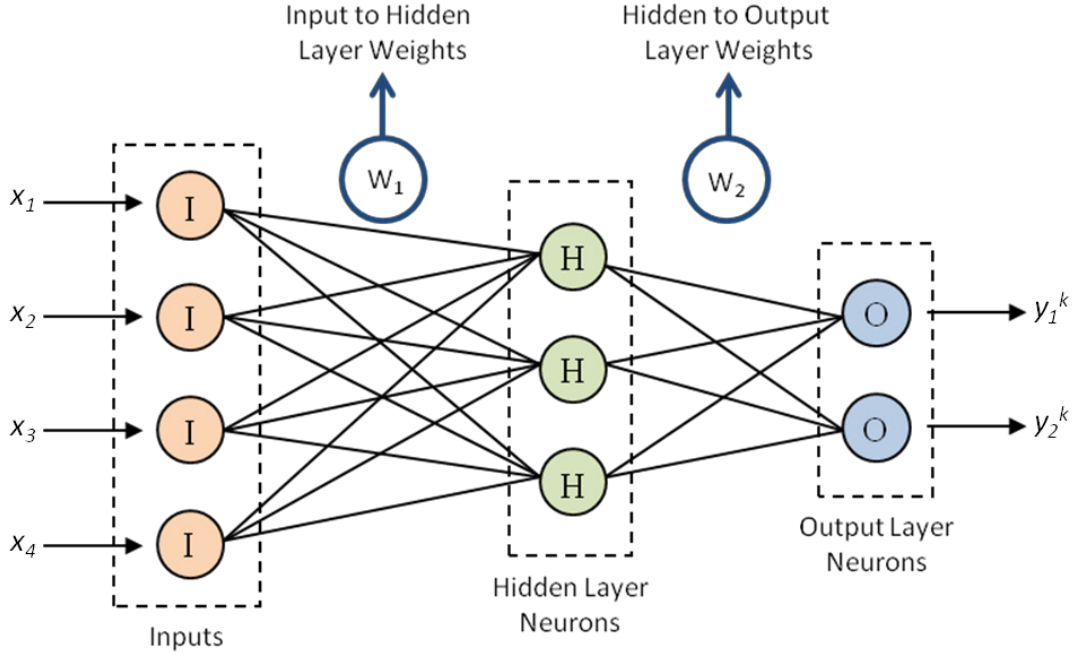 Input to Hidden
Layer Weights
Hidden to Output
Layer Weights
W₁
W₂
x₁
I
x₂
I
x₃
I
x₄
I
H
H
H
O
O
y₁ᵏ
y₂ᵏ
Inputs
Hidden Layer
Neurons
Output Layer
Neurons